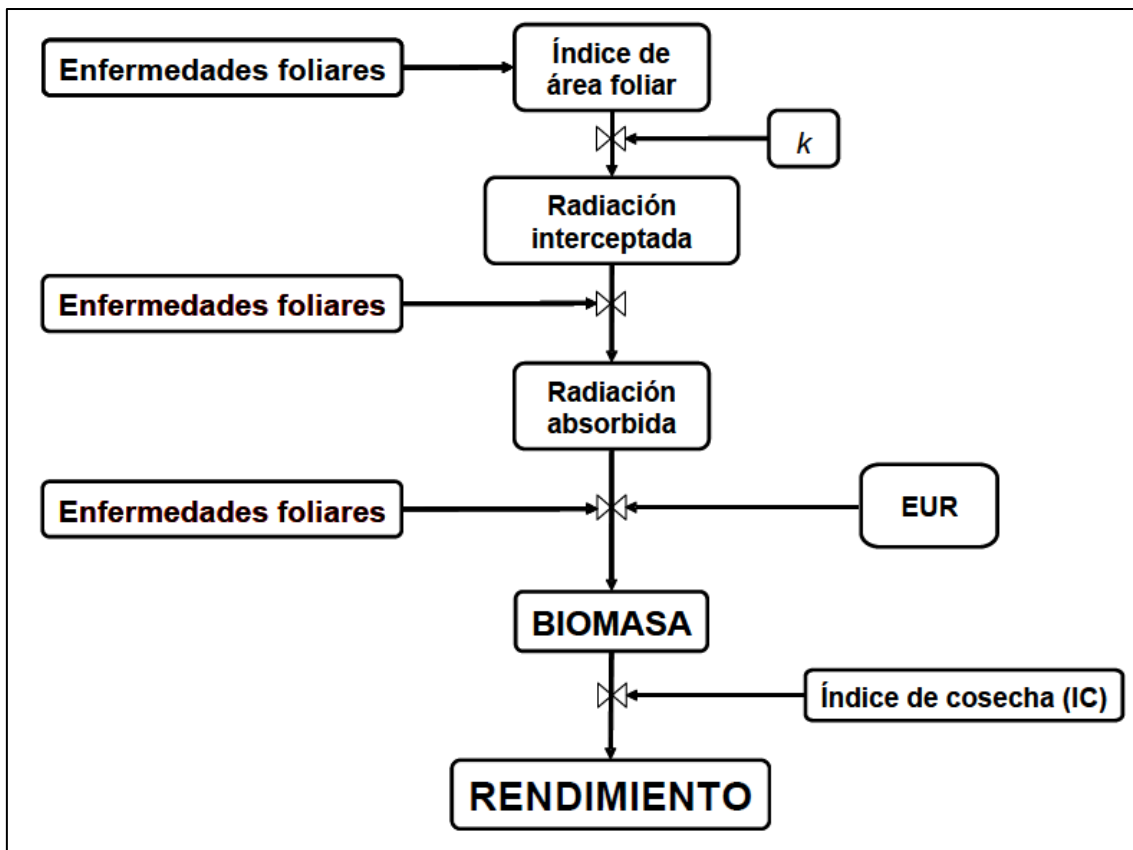 Enfermedades foliares
Índice de
área foliar
k
Radiación
interceptada
Enfermedades foliares
Radiación
absorbida
Enfermedades foliares
EUR
BIOMASA
Índice de cosecha (IC)
RENDIMIENTO